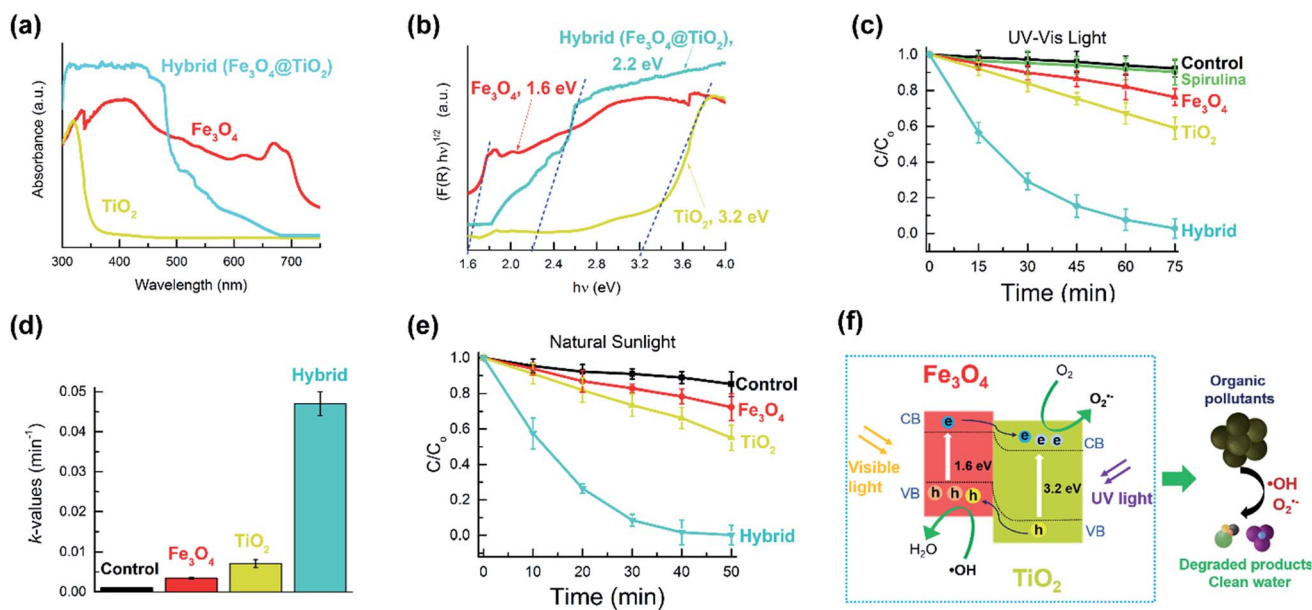 (a)
Absorbance (a.u.)
Hybrid (Fe₃O₄@TiO₂)
Fe₃O₄
TiO₂
300 400 500 600 700
Wavelength (nm)
(b)
(F(R) hν)^1/2 (a.u.)
Hybrid (Fe₃O₄@TiO₂),
2.2 eV
Fe₃O₄, 1.6 eV
TiO₂, 3.2 eV
1.6 2.0 2.4 2.8 3.2 3.6 4.0
hν (eV)
(c)
UV-Vis Light
C/Cₒ
1.0
0.8
0.6
0.4
0.2
0.0
Control
Spirulina
Fe₃O₄
TiO₂
Hybrid
0 15 30 45 60 75
Time (min)
(d)
k-values (min⁻¹)
0.05
0.04
0.03
0.02
0.01
0.00
Control
Fe₃O₄
TiO₂
Hybrid
(e)
Natural Sunlight
C/Cₒ
1.0
0.8
0.6
0.4
0.2
0.0
Control
Fe₃O₄
TiO₂
Hybrid
0 10 20 30 40 50
Time (min)
(f)
Fe₃O₄
O₂
O₂•-
CB
e
e e e
CB
Visible
light
1.6 eV
3.2 eV
UV light
VB
h h h
h
VB
H₂O
•OH
TiO₂
Organic
pollutants
•OH
O₂•-
Degraded products
Clean water